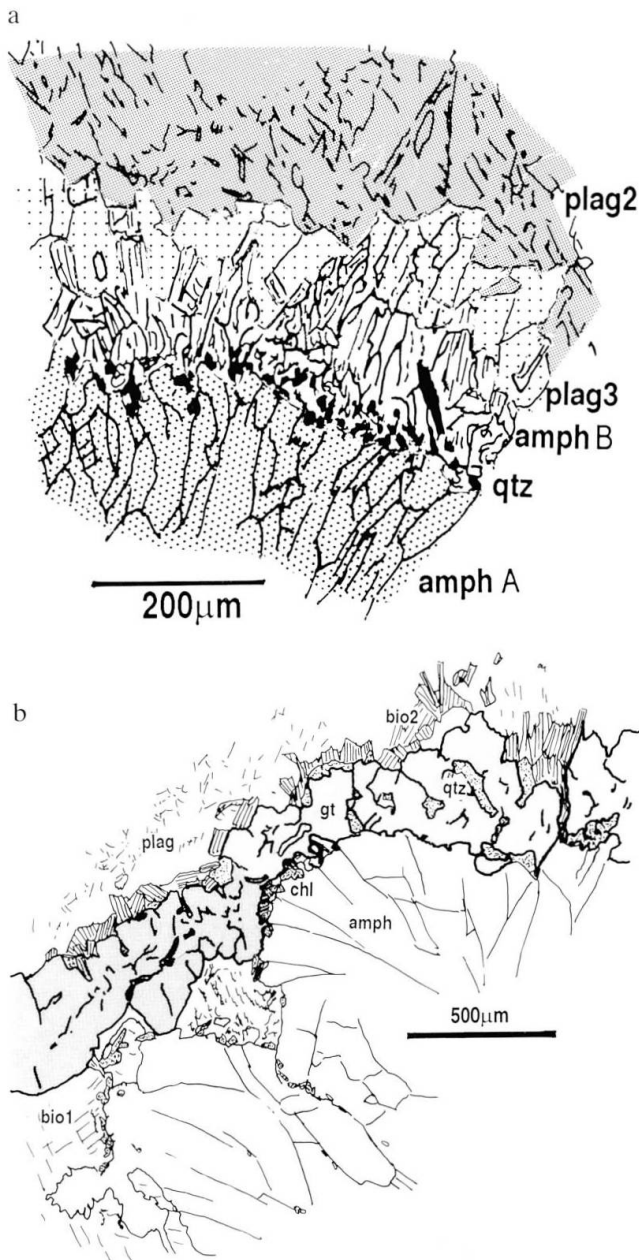 a
plag2
plag3
amph B
qtz
amph A
200µm
b
bio2
qtz
gt
plag
chl
amph
500µm
bio1